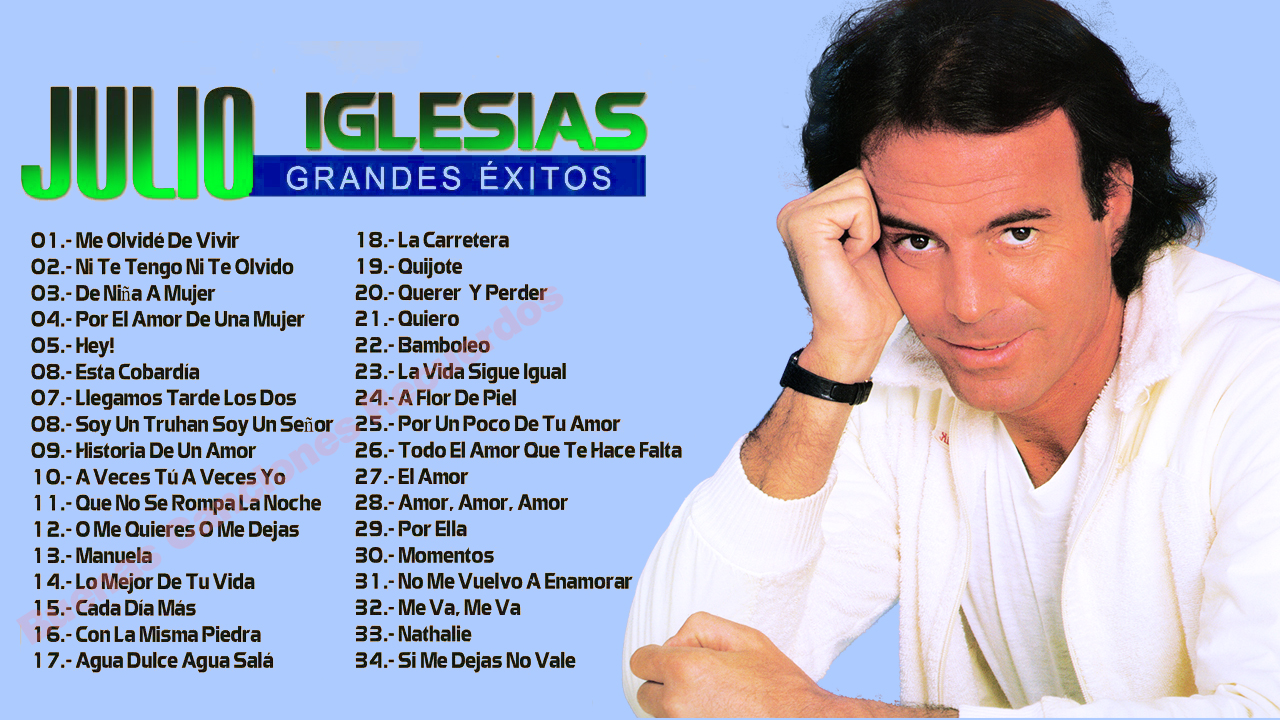 JULIO IGLESIAS
GRANDES ÉXITOS
01.- Me Olvidé De Vivir
02.- Ni Te Tengo Ni Te Olvido
03.- De Niña A Mujer
04.- Por El Amor De Una Mujer
05.- Hey!
08.- Esta Cobardía
07.- Llegamos Tarde Los Dos
08.- Soy Un Truhan Soy Un Señor
09.- Historia De Un Amor
10.- A Veces Tú A Veces Yo
11.- Que No Se Rompa La Noche
12.- O Me Quieres O Me Dejas
13.- Manuela
14.- Lo Mejor De Tu Vida
15.- Cada Día Más
16.- Con La Misma Piedra
17.- Agua Dulce Agua Salá
18.- La Carretera
19.- Quijote
20.- Querer Y Perder
21.- Quiero
22.- Bamboleo
23.- La Vida Sigue Igual
24.- A Flor De Piel
25.- Por Un Poco De Tu Amor
26.- Todo El Amor Que Te Hace Falta
27.- El Amor
28.- Amor, Amor, Amor
29.- Por Ella
30.- Momentos
31.- No Me Vuelvo A Enamorar
32.- Me Va, Me Va
33.- Nathalie
34.- Si Me Dejas No Vale